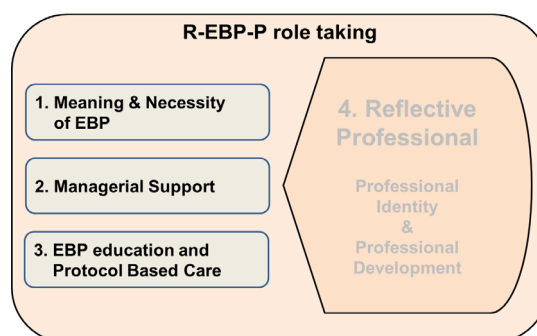 R-EBP-P role taking
1. Meaning & Necessity
of EBP
2. Managerial Support
3. EBP education and
Protocol Based Care
4. Reflective
Professional
Professional
Identity
&
Professional
Development